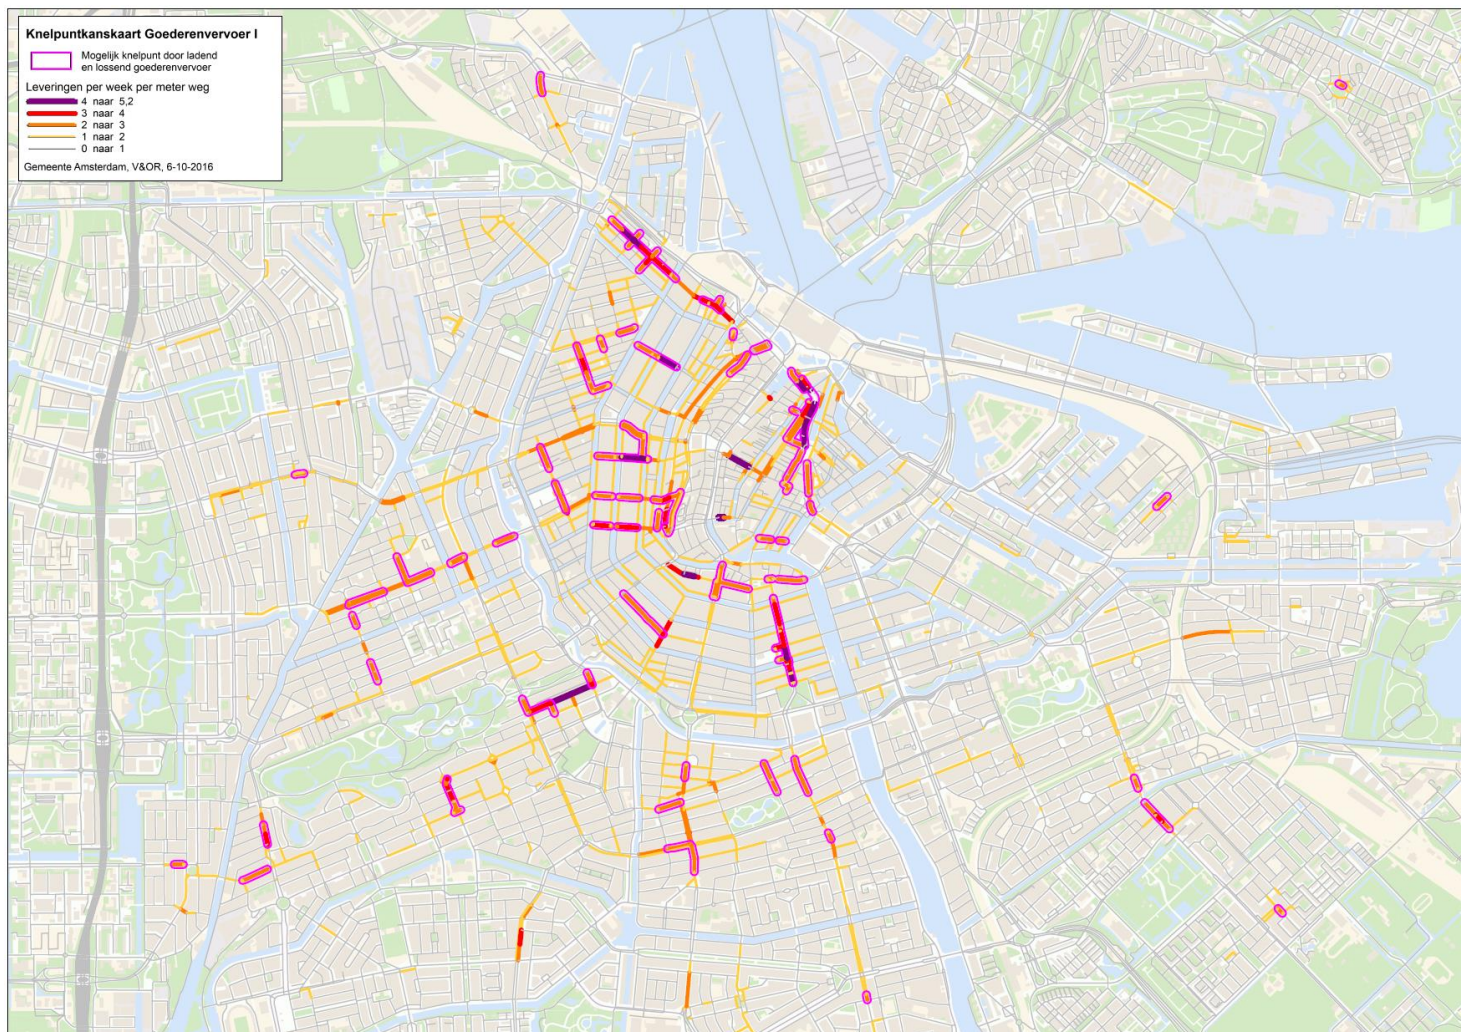 Knelpuntkanskaart Goederenvervoer I
Mogelijk knelpunt door ladend
en lossend goederenvervoer
Leveringen per week per meter weg
4 naar 5,2
3 naar 4
2 naar 3
1 naar 2
0 naar 1
Gemeente Amsterdam, V&OR, 6-10-2016